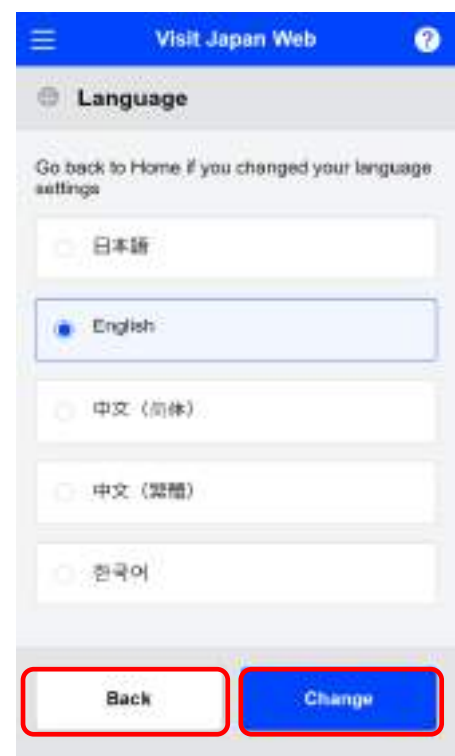 Visit Japan Web
Language
Go back to Home if you changed your language
settings
日本語
English
中文（简体）
中文（繁體）
한국어
Back
Change